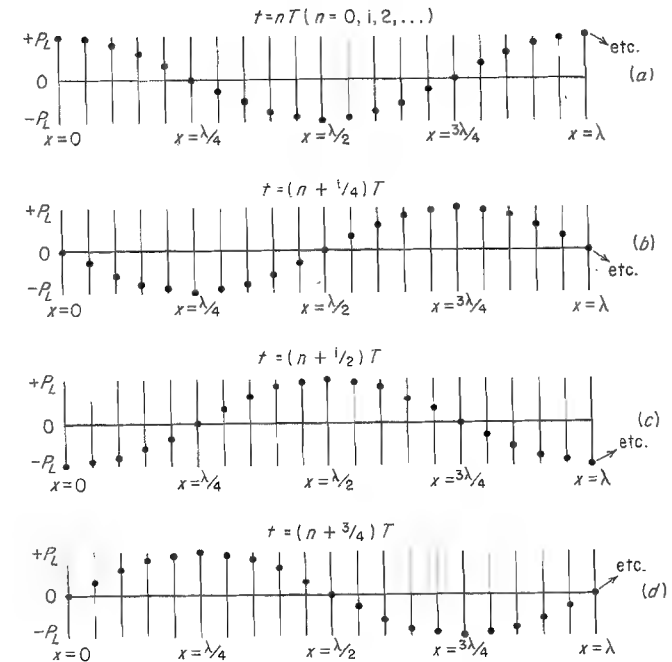 t=nT(n=0, 1, 2,...)
+P_L
etc.
0
(a)
-P_L
x=0
x=λ/4
x=λ/2
x=3λ/4
x=λ
t=(n+1/4)T
+P_L
0
(b)
etc.
-P_L
x=0
x=λ/4
x=λ/2
x=3λ/4
x=λ
t=(n+1/2)T
+P_L
0
(c)
etc.
-P_L
x=0
x=λ/4
x=λ/2
x=3λ/4
x=λ
t=(n+3/4)T
+P_L
etc.
0
(d)
-P_L
x=0
x=λ/4
x=λ/2
x=3λ/4
x=λ